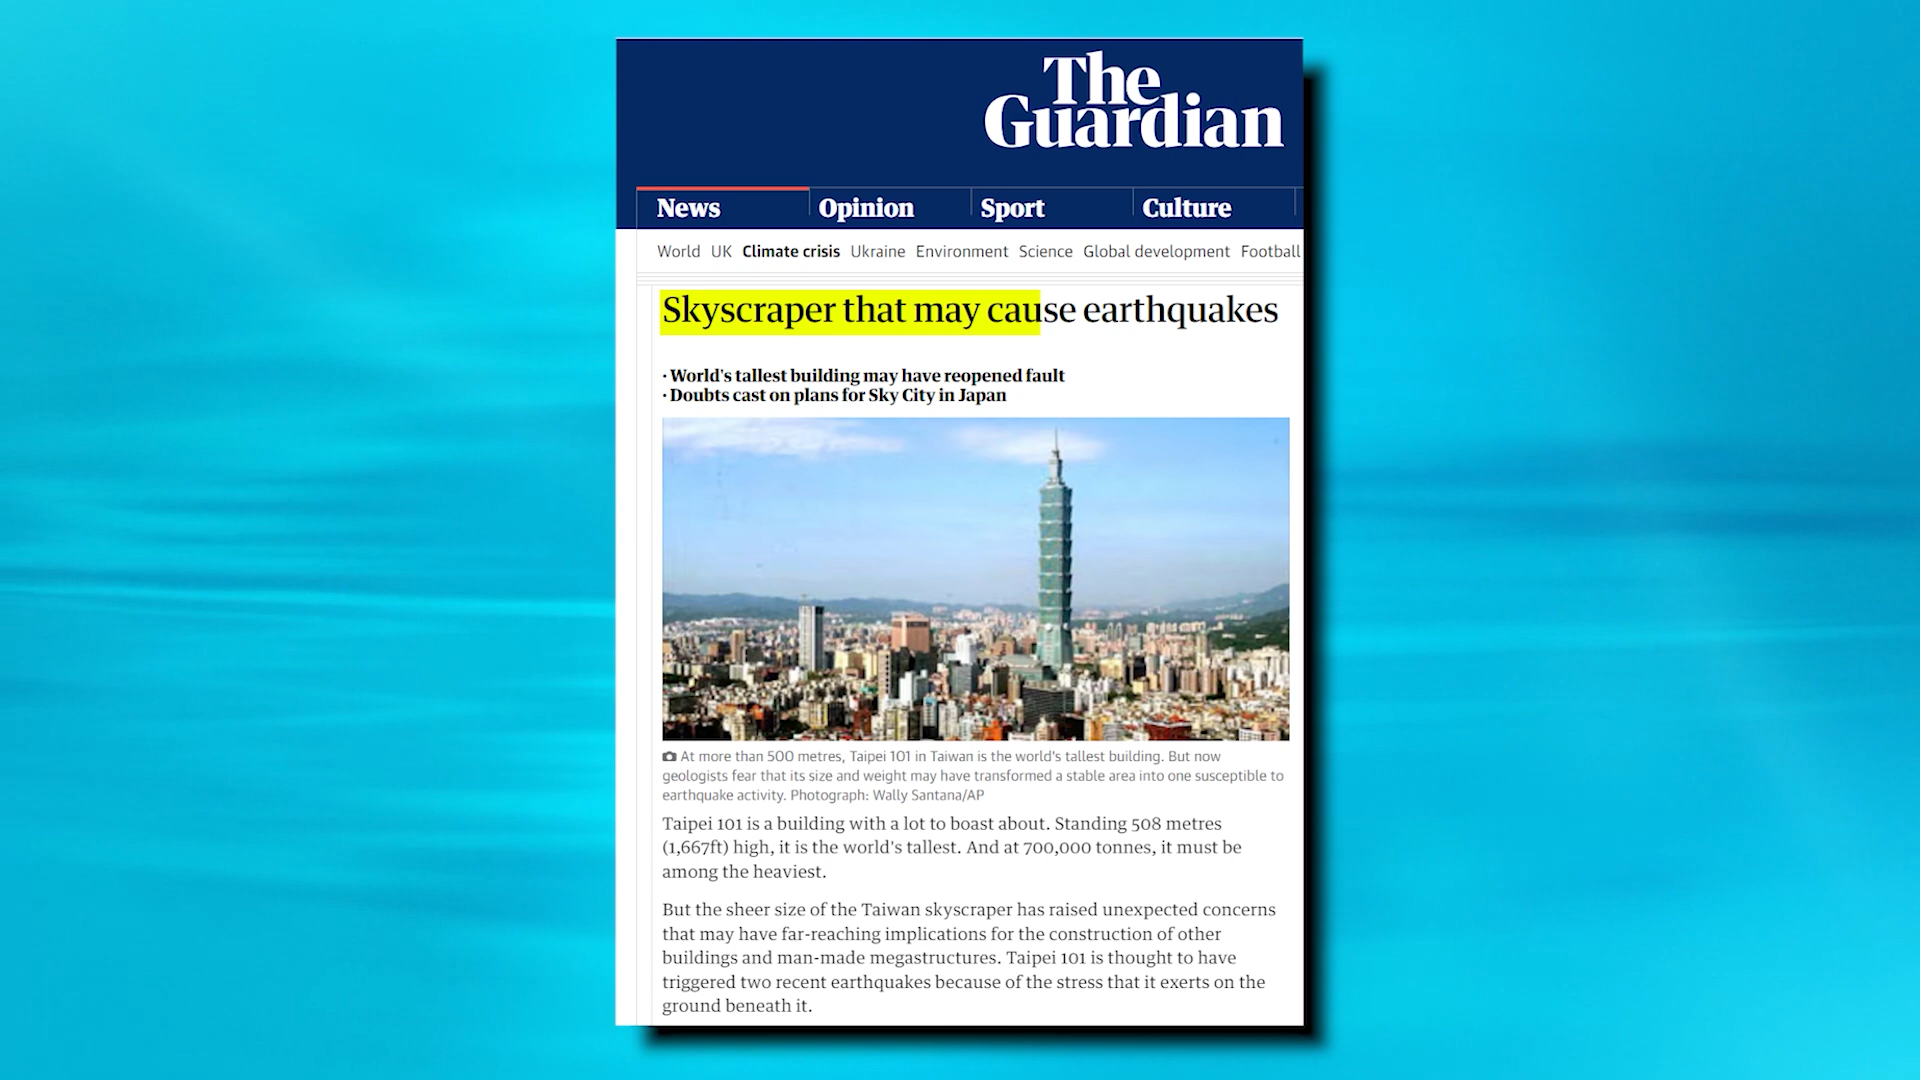 The
Guardian
News Opinion Sport Culture
World UK Climate crisis Ukraine Environment Science Global development Football
Skyscraper that may cause earthquakes
· World's tallest building may have reopened fault
· Doubts cast on plans for Sky City in Japan
At more than 500 metres, Taipei 101 in Taiwan is the world's tallest building. But now
geologists fear that its size and weight may have transformed a stable area into one susceptible to
earthquake activity. Photograph: Wally Santana/AP
Taipei 101 is a building with a lot to boast about. Standing 508 metres
(1,667ft) high, it is the world's tallest. And at 700,000 tonnes, it must be
among the heaviest.
But the sheer size of the Taiwan skyscraper has raised unexpected concerns
that may have far-reaching implications for the construction of other
buildings and man-made megastructures. Taipei 101 is thought to have
triggered two recent earthquakes because of the stress that it exerts on the
ground beneath it.